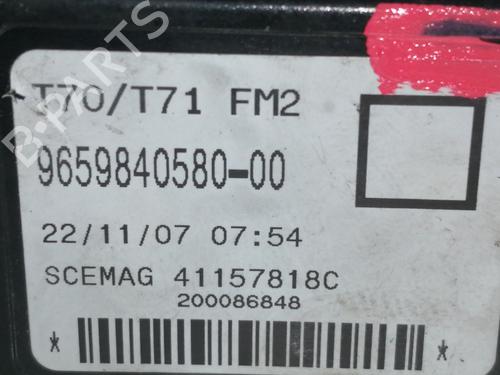 T70/T71 FM2
9659840580-00
22/11/07 07:54
SCEMAG 41157818C
200086848
* *
B-PARTS